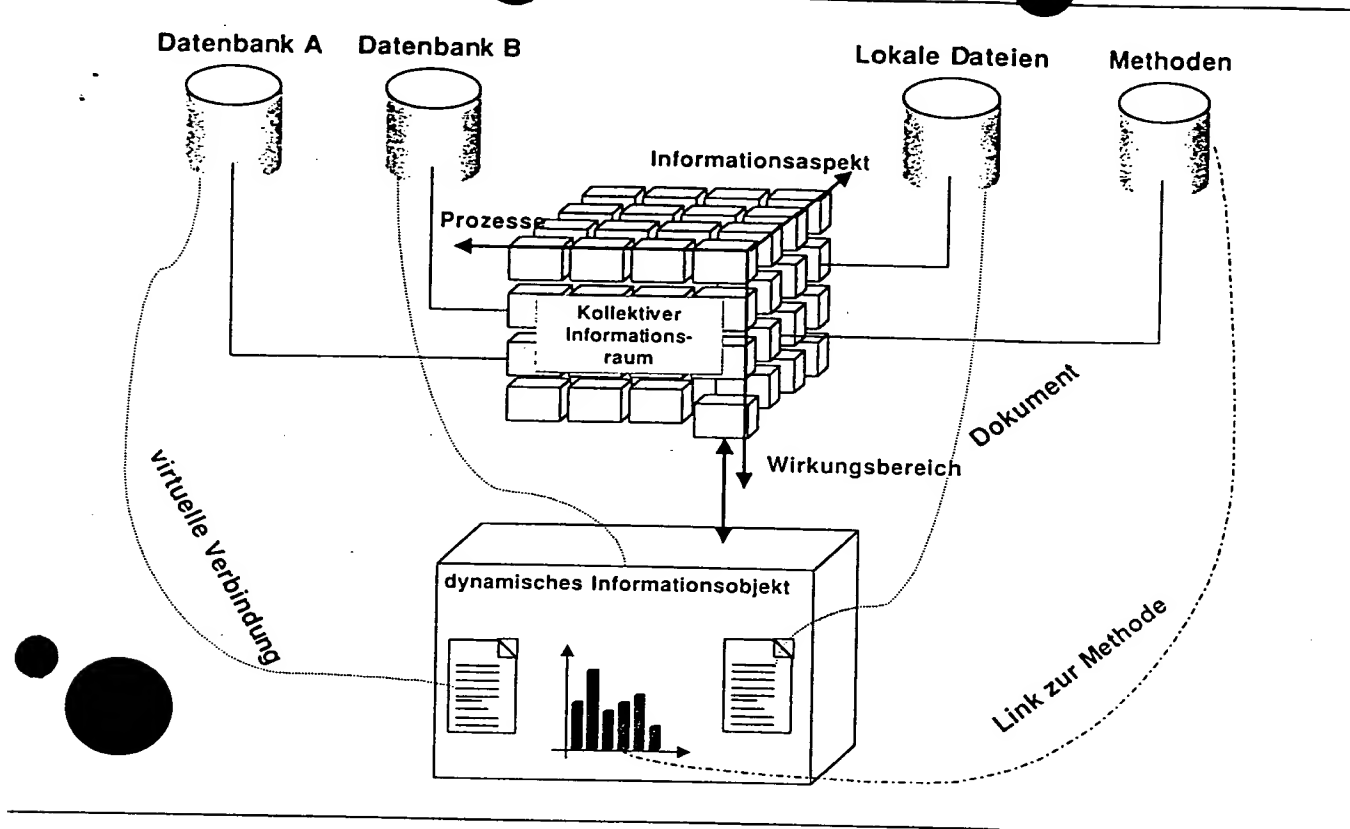 Datenbank A
Datenbank B
Lokale Dateien
Methoden
Informationsaspekt
Prozesse
Kollektiver
Informations-
raum
Dokument
Wirkungsbereich
virtuelle Verbindung
dynamisches Informationsobjekt
Link zur Methode